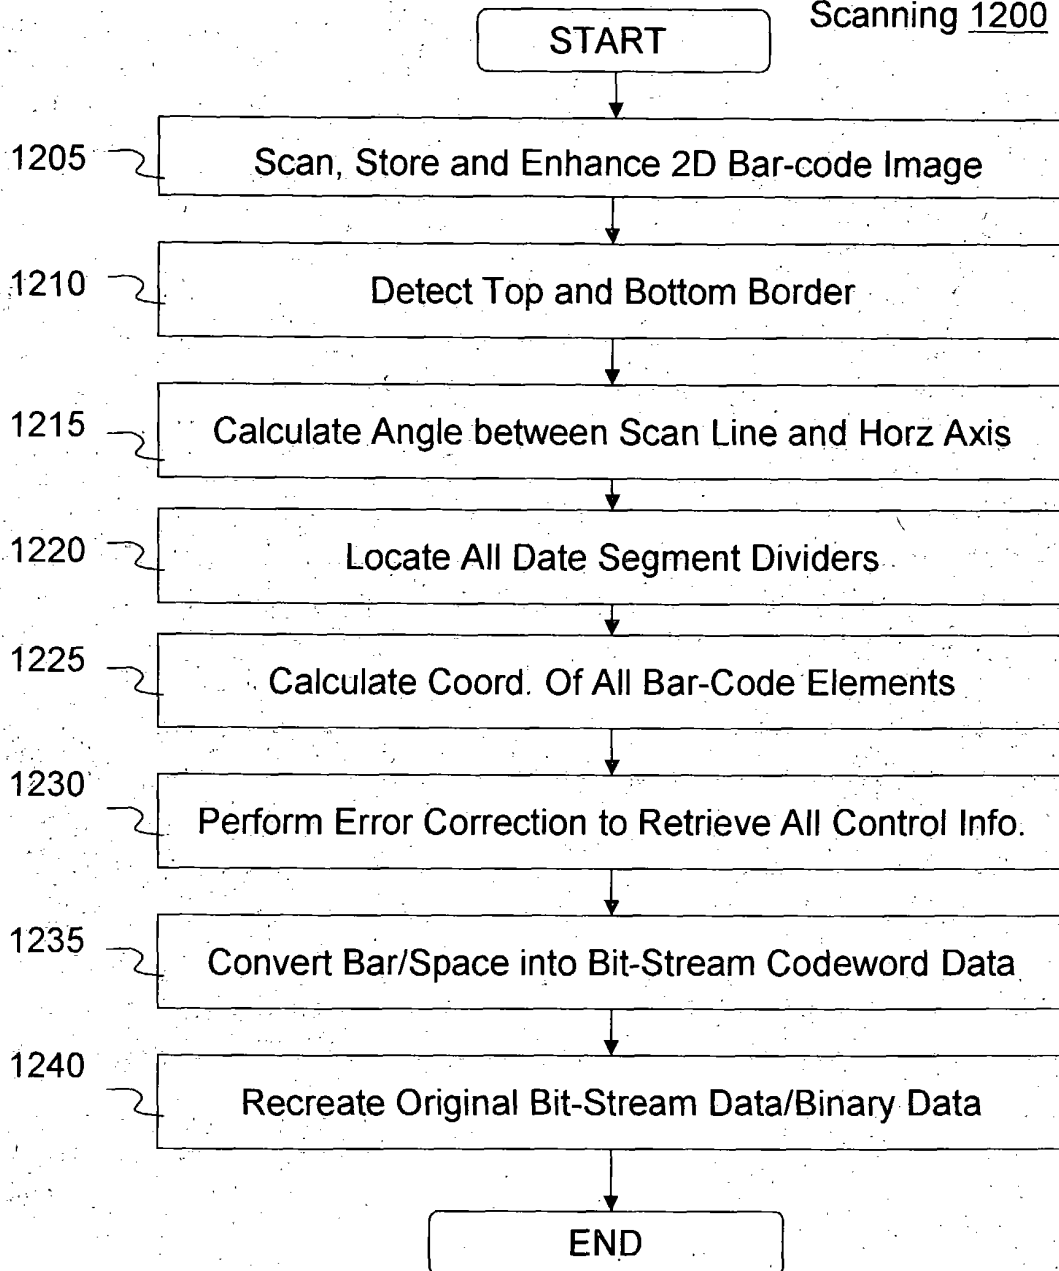 Scanning 1200
START
1205
Scan, Store and Enhance 2D Bar-code Image
1210
Detect Top and Bottom Border
1215
Calculate Angle between Scan Line and Horz Axis
1220
Locate All Date Segment Dividers
1225
Calculate Coord. Of All Bar-Code Elements
1230
Perform Error Correction to Retrieve All Control Info.
1235
Convert Bar/Space into Bit-Stream Codeword Data
1240
Recreate Original Bit-Stream Data/Binary Data
END